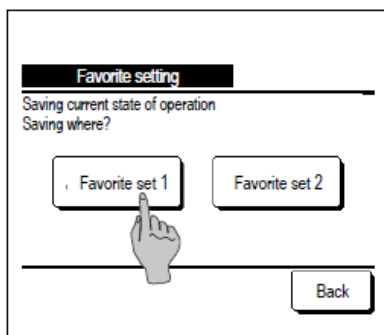 Favorite setting
Saving current state of operation
Saving where?
Favorite set 1
Favorite set 2
Back